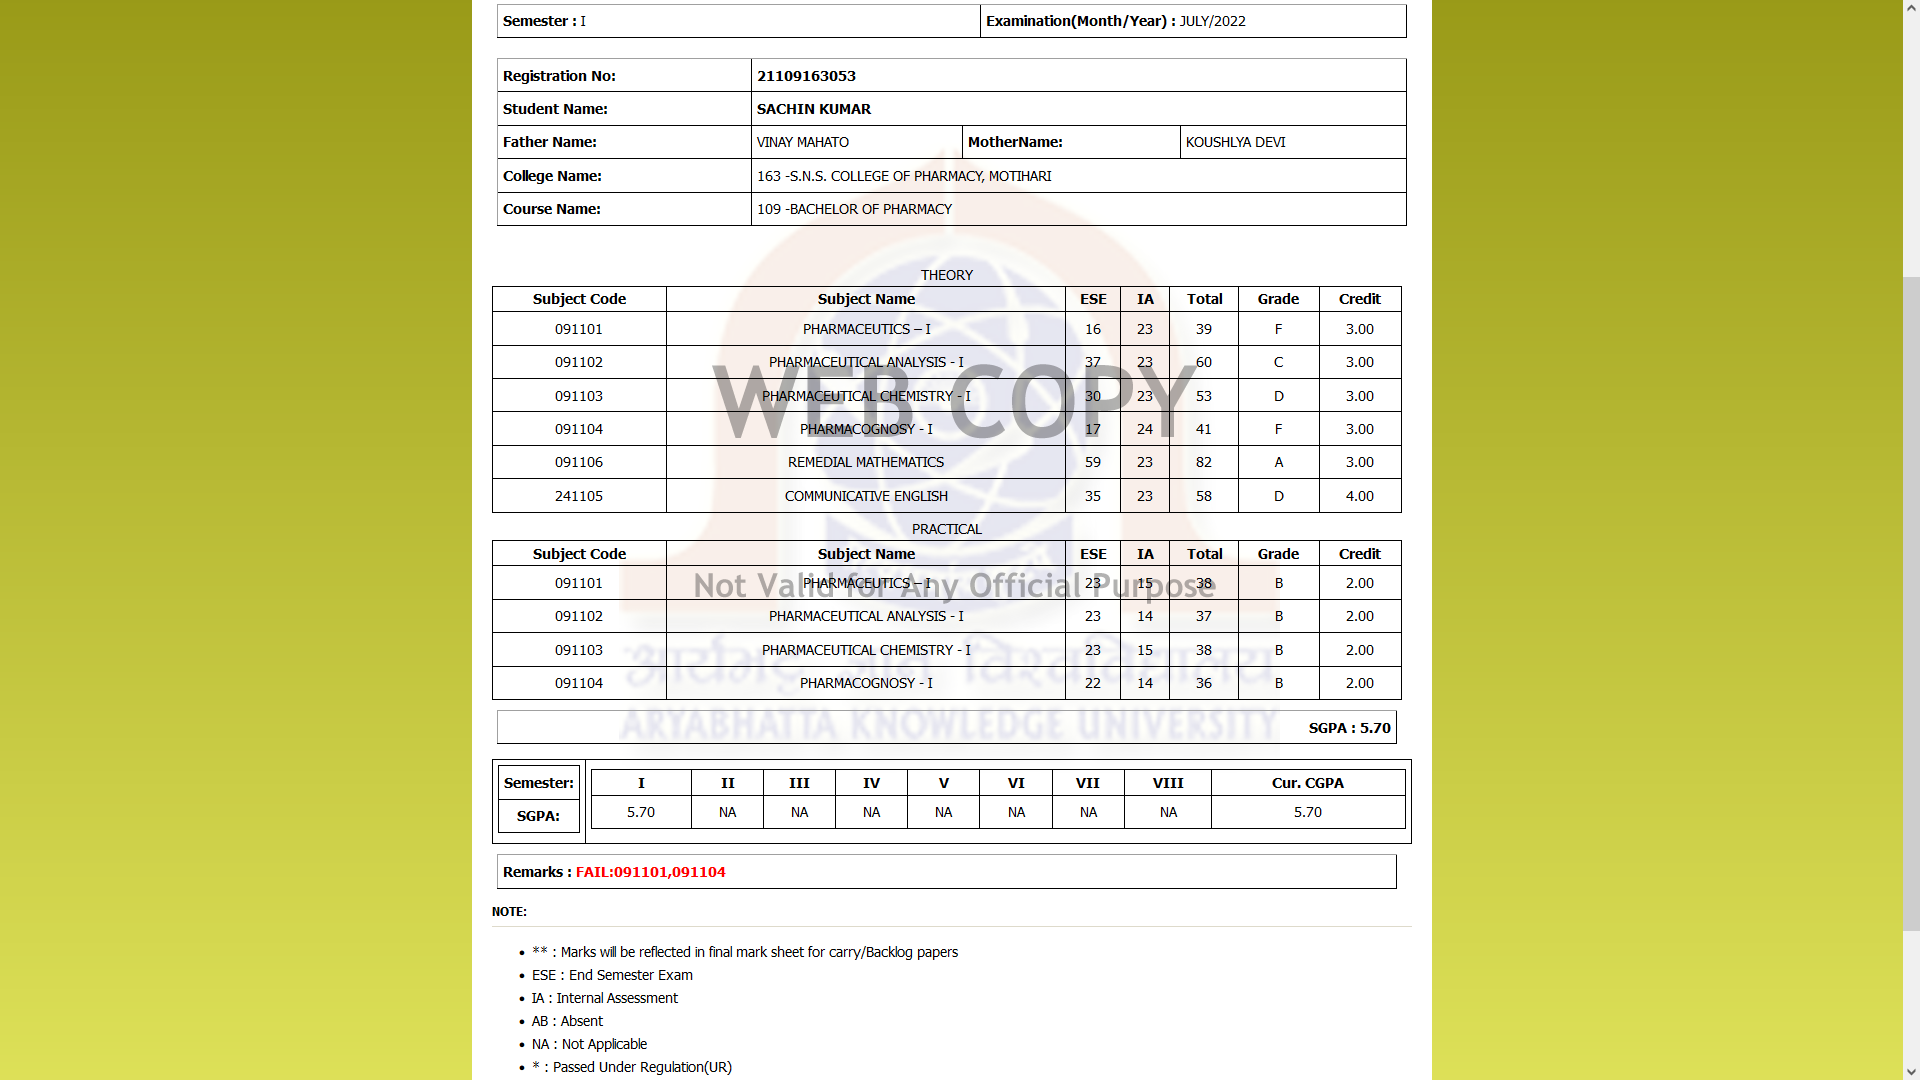 Semester : I Examination(Month/Year) : JULY/2022
Registration No: 21109163053
Student Name: SACHIN KUMAR
Father Name: VINAY MAHATO MotherName: KOUSHLYA DEVI
College Name: 163 -S.N.S. COLLEGE OF PHARMACY, MOTIHARI
Course Name: 109 -BACHELOR OF PHARMACY
THEORY
Subject Code Subject Name ESE IA Total Grade Credit
091101 PHARMACEUTICS – I 16 23 39 F 3.00
091102 PHARMACEUTICAL ANALYSIS - I 37 23 60 C 3.00
091103 PHARMACEUTICAL CHEMISTRY - I 30 23 53 D 3.00
WEB COPY
091104 PHARMACOGNOSY - I 17 24 41 F 3.00
091106 REMEDIAL MATHEMATICS 59 23 82 A 3.00
241105 COMMUNICATIVE ENGLISH 35 23 58 D 4.00
PRACTICAL
Subject Code Subject Name ESE IA Total Grade Credit
091101 PHARMACEUTICS – I 23 15 38 B 2.00
Not Valid for Any Official Purpose
091102 PHARMACEUTICAL ANALYSIS - I 23 14 37 B 2.00
091103 PHARMACEUTICAL CHEMISTRY - I 23 15 38 B 2.00
आर्यभट्ट ज्ञान विश्वविद्यालय
091104 PHARMACOGNOSY - I 22 14 36 B 2.00
ARYABHATTA KNOWLEDGE UNIVERSITY
SGPA : 5.70
Semester: I II III IV V VI VII VIII Cur. CGPA
SGPA: 5.70 NA NA NA NA NA NA NA 5.70
Remarks : FAIL:091101,091104
NOTE:
• ** : Marks will be reflected in final mark sheet for carry/Backlog papers
• ESE : End Semester Exam
• IA : Internal Assessment
• AB : Absent
• NA : Not Applicable
• * : Passed Under Regulation(UR)